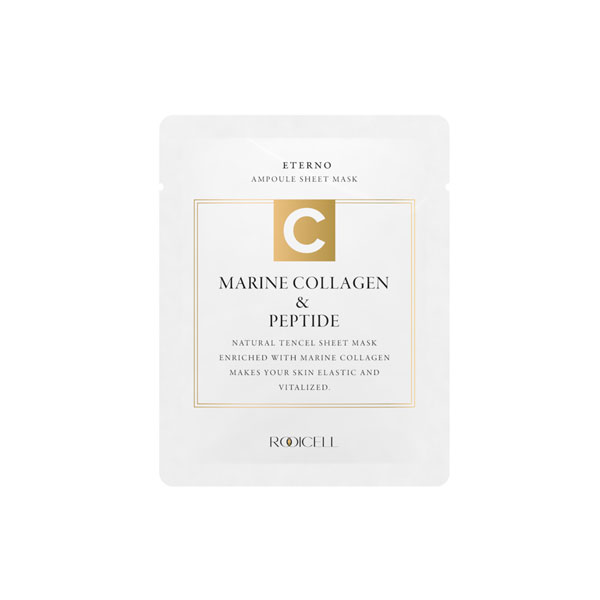 ETERNO
AMPOULE SHEET MASK
C
MARINE COLLAGEN
&
PEPTIDE
NATURAL TENCEL SHEET MASK
ENRICHED WITH MARINE COLLAGEN
MAKES YOUR SKIN ELASTIC AND
VITALIZED.
ROOICELL